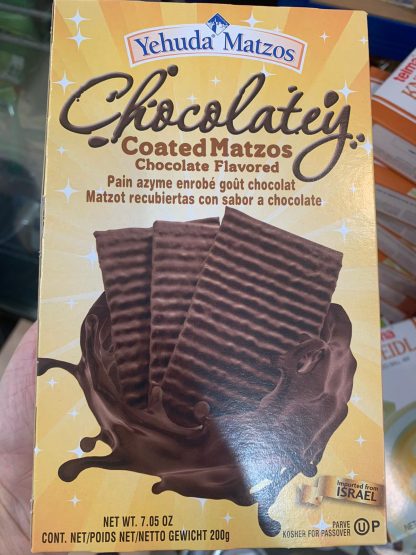 Yehuda Matzos
Chocolatey
Coated Matzos
Chocolate Flavored
Pain azyme enrobé goût chocolat
Matzot recubiertas con sabor a chocolate
Imported from
ISRAEL
NET WT. 7.05 OZ
CONT. NET/POIDS NET/NETTO GEWICHT 200g
PARVE
KOSHER FOR PASSOVER
U P